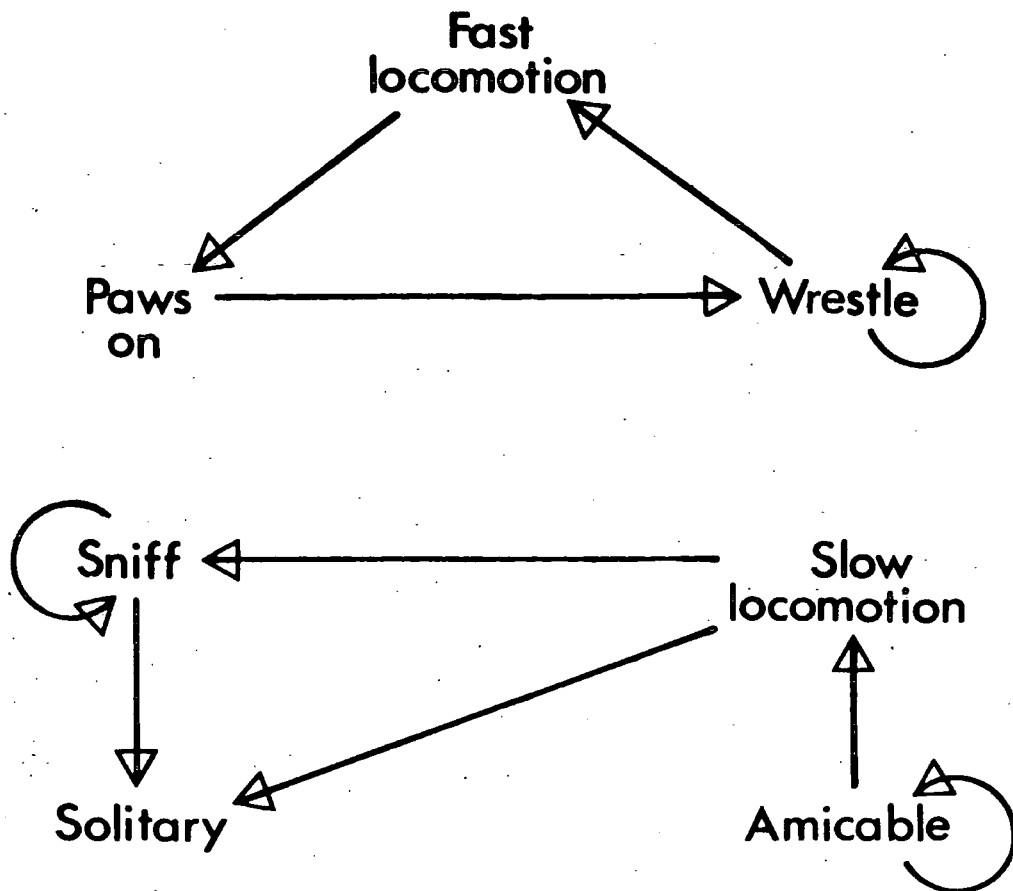 Fast
locomotion
Paws
on
Wrestle
Sniff
Slow
locomotion
Solitary
Amicable